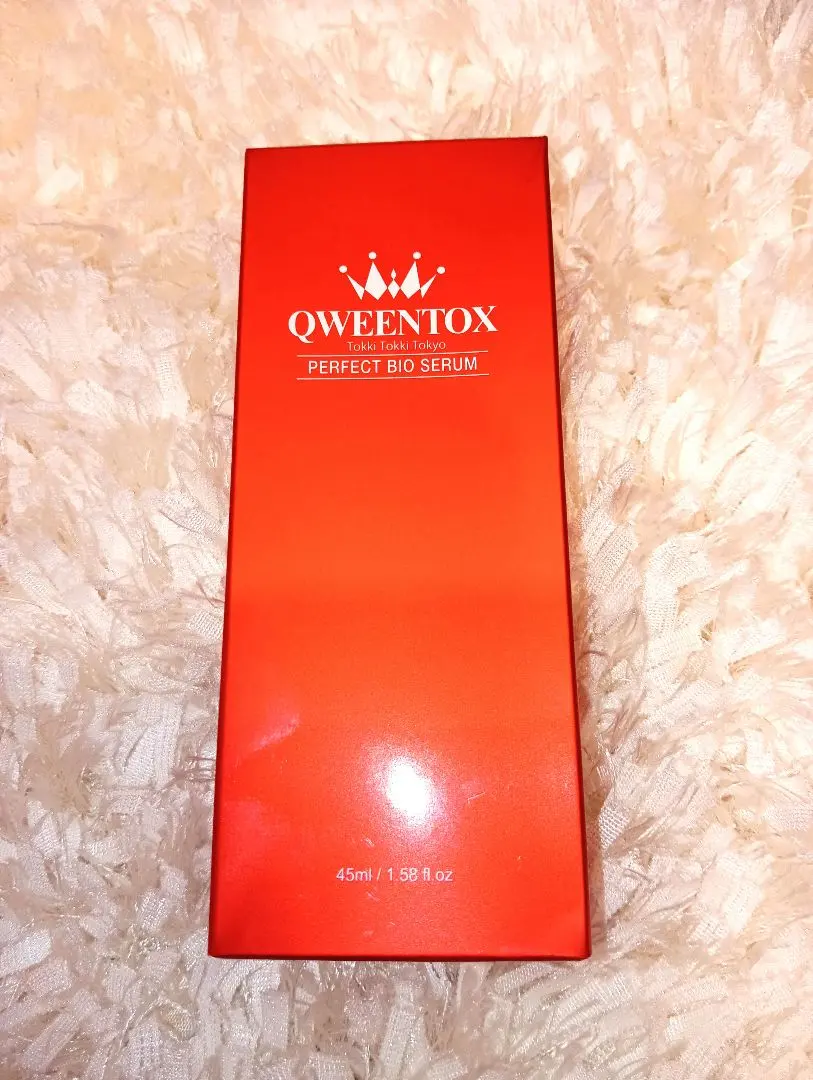 QWEENTOX
Tokki Tokki Tokyo
PERFECT BIO SERUM
45ml / 1.58 fl.oz